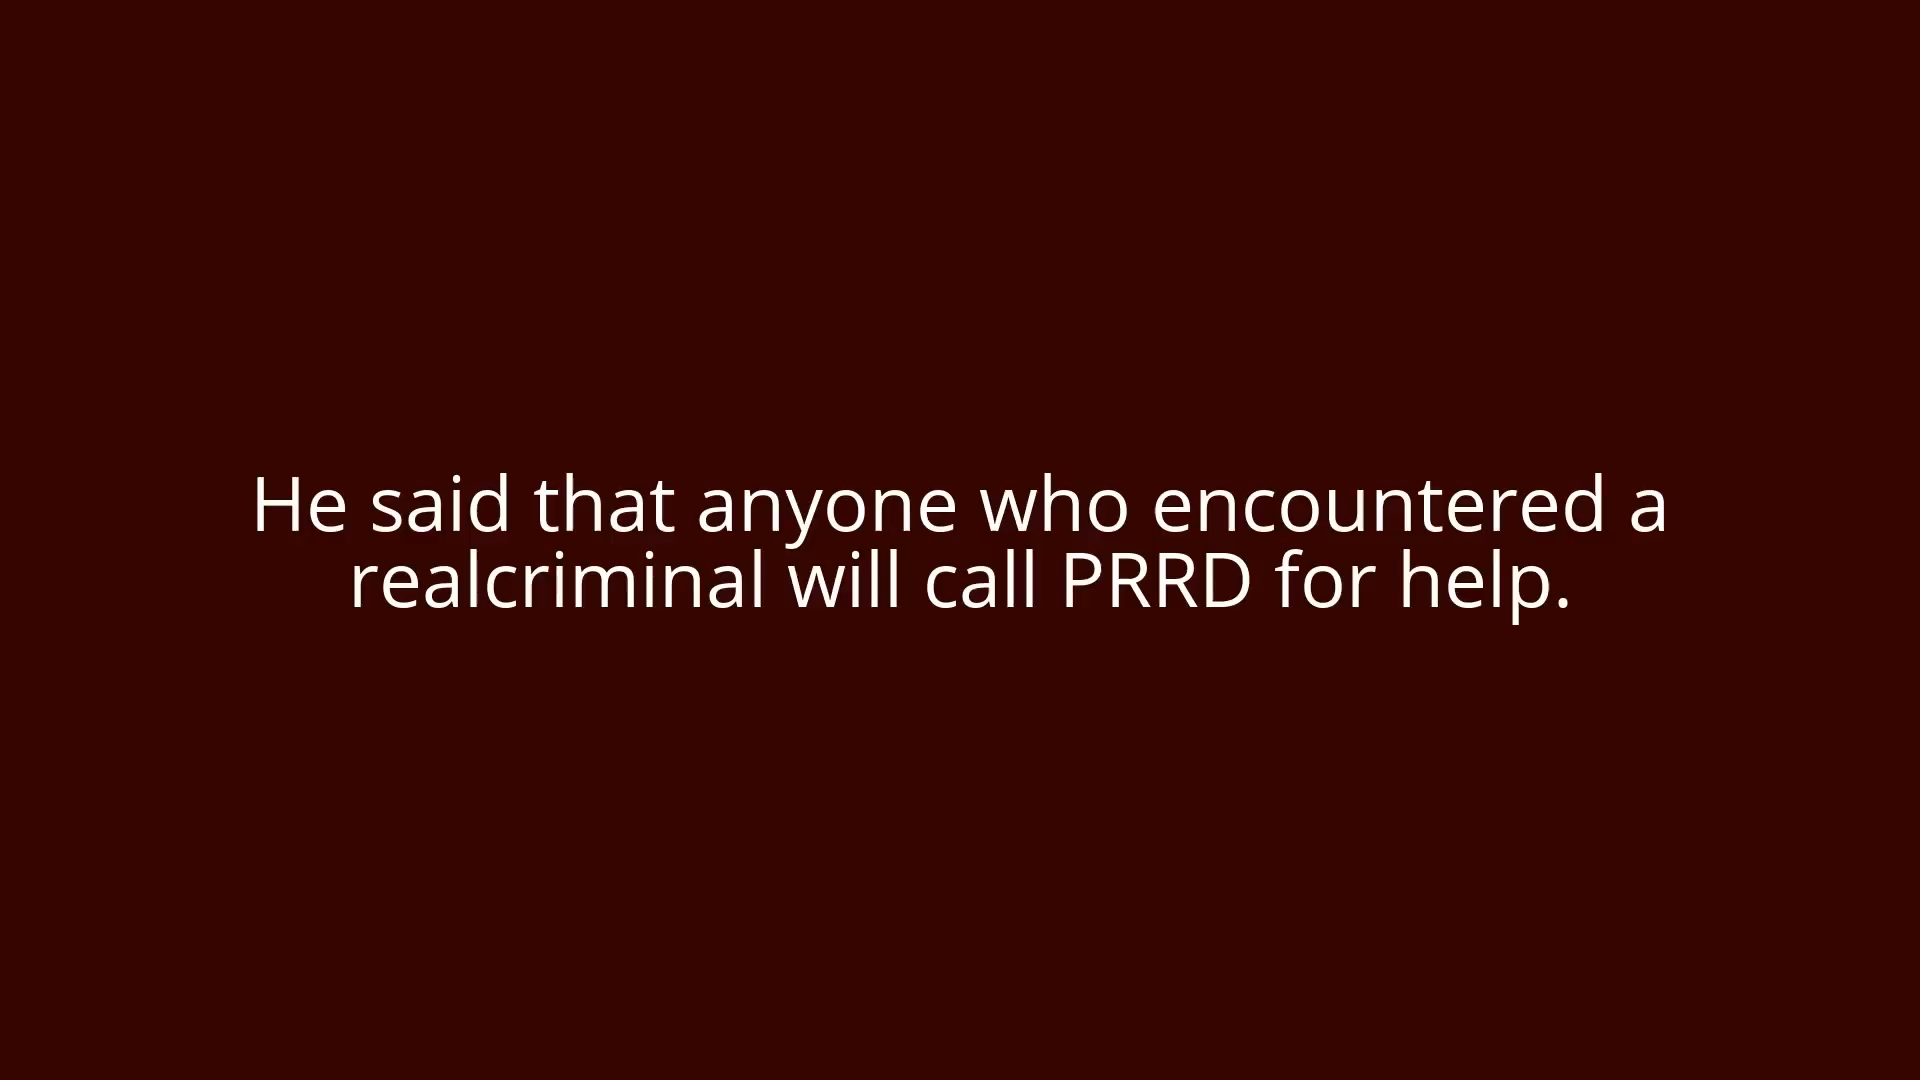 He said that anyone who encountered a
realcriminal will call PRRD for help.